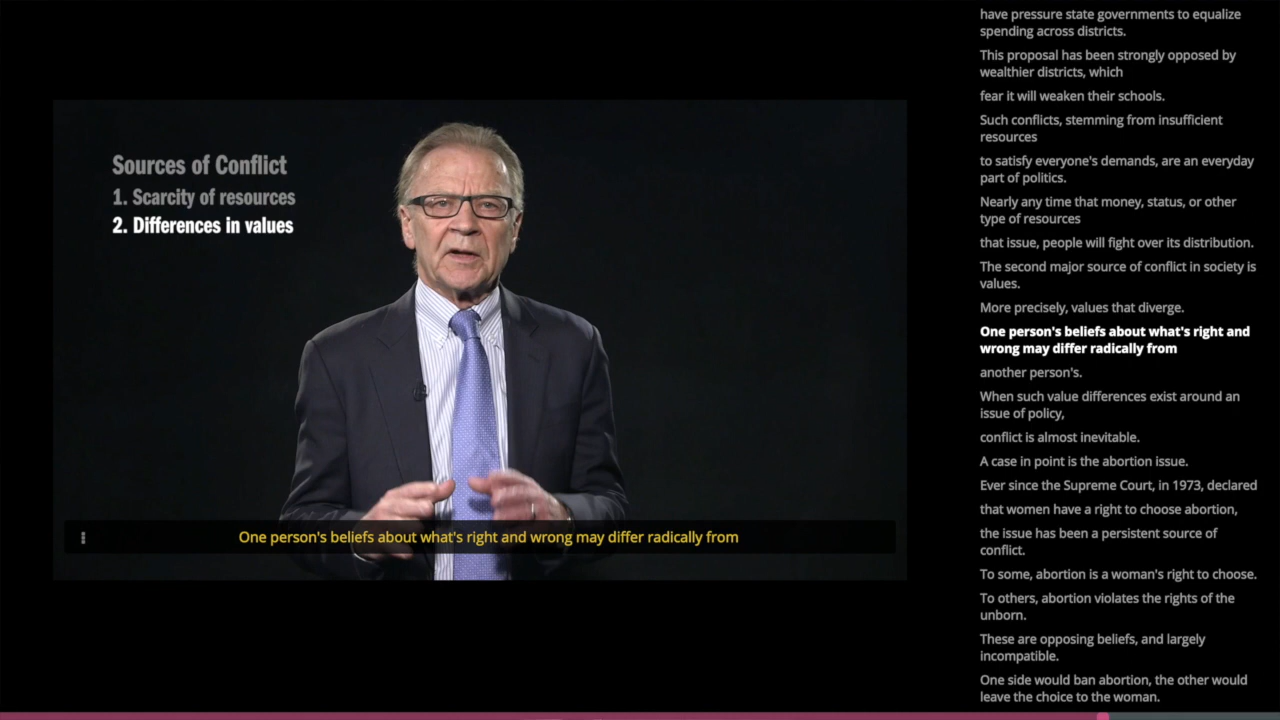 Sources of Conflict
1. Scarcity of resources
2. Differences in values
One person's beliefs about what's right and wrong may differ radically from
have pressure state governments to equalize
spending across districts.
This proposal has been strongly opposed by
wealthier districts, which
fear it will weaken their schools.
Such conflicts, stemming from insufficient
resources
to satisfy everyone's demands, are an everyday
part of politics.
Nearly any time that money, status, or other
type of resources
that issue, people will fight over its distribution.
The second major source of conflict in society is
values.
More precisely, values that diverge.
One person's beliefs about what's right and
wrong may differ radically from
another person's.
When such value differences exist around an
issue of policy,
conflict is almost inevitable.
A case in point is the abortion issue.
Ever since the Supreme Court, in 1973, declared
that women have a right to choose abortion,
the issue has been a persistent source of
conflict.
To some, abortion is a woman's right to choose.
To others, abortion violates the rights of the
unborn.
These are opposing beliefs, and largely
incompatible.
One side would ban abortion, the other would
leave the choice to the woman.